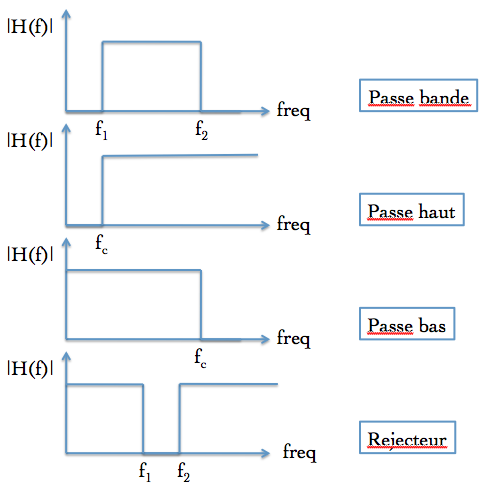 |H(f)|
freq
f1
f2
Passe bande
|H(f)|
freq
fc
Passe haut
|H(f)|
freq
fc
Passe bas
|H(f)|
freq
f1
f2
Rejecteur